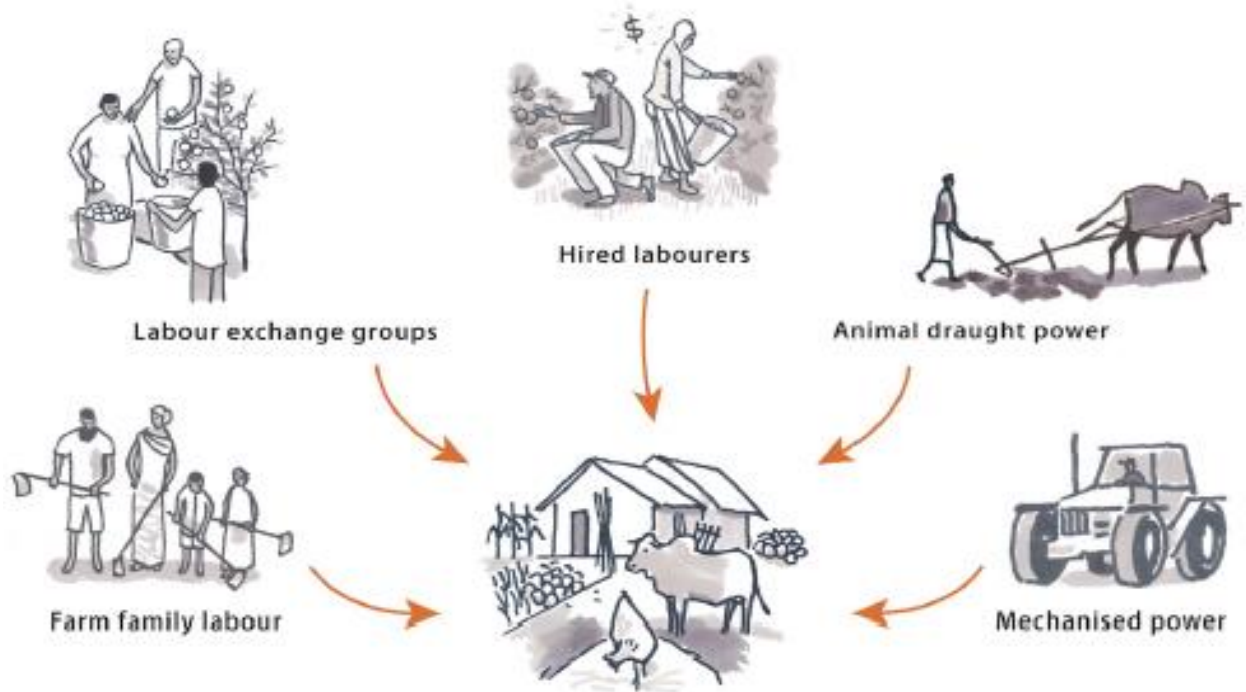 $
Hired labourers
Labour exchange groups
Animal draught power
Farm family labour
Mechanised power